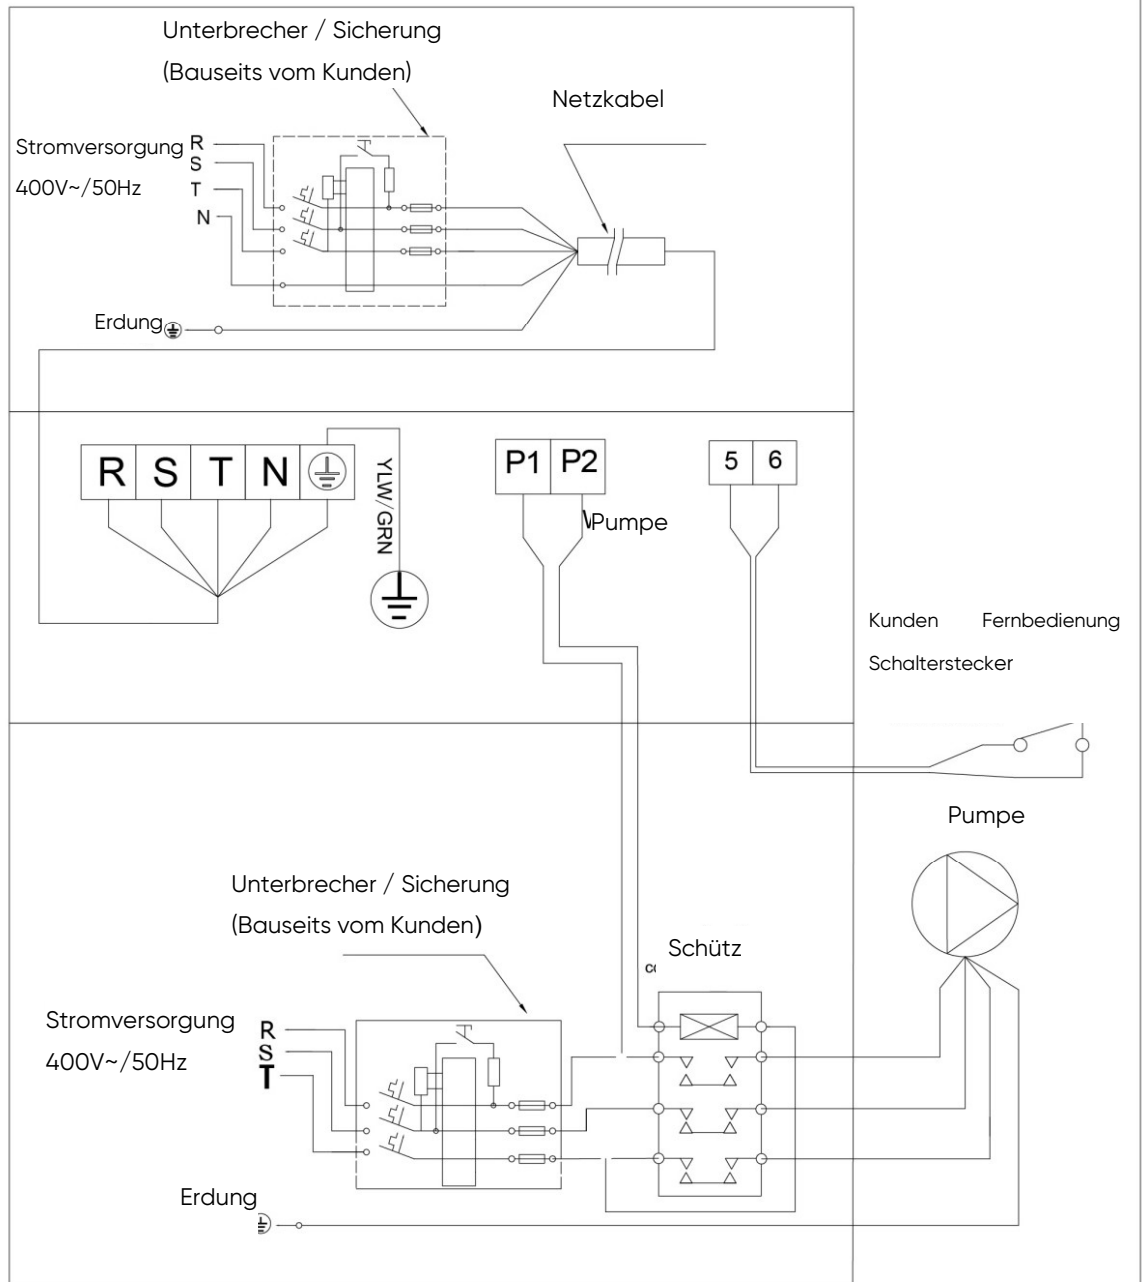 Unterbrecher / Sicherung
(Bauseits vom Kunden)
Netzkabel
Stromversorgung
400V~/50Hz
R
S
T
N
Erdung
R S T N
YLW/GRN
P1 P2
Pumpe
5 6
Kunden Fernbedienung
Schalterstecker
Pumpe
Unterbrecher / Sicherung
(Bauseits vom Kunden)
Schütz
Stromversorgung
400V~/50Hz
R
S
T
Erdung